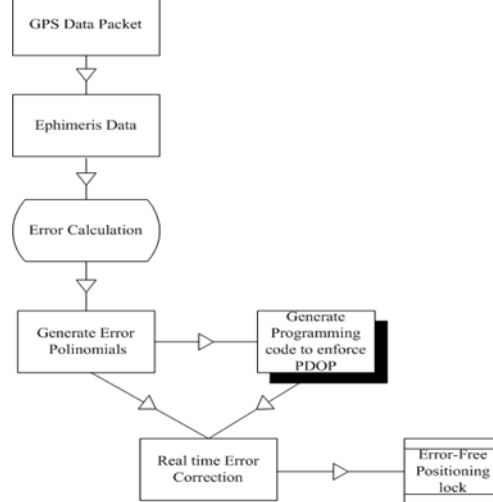 GPS Data Packet
Ephimeris Data
Error Calculation
Generate Error
Polinomials
Generate
Programming
code to enforce
PDOP
Real time Error
Correction
Error-Free
Positioning
lock